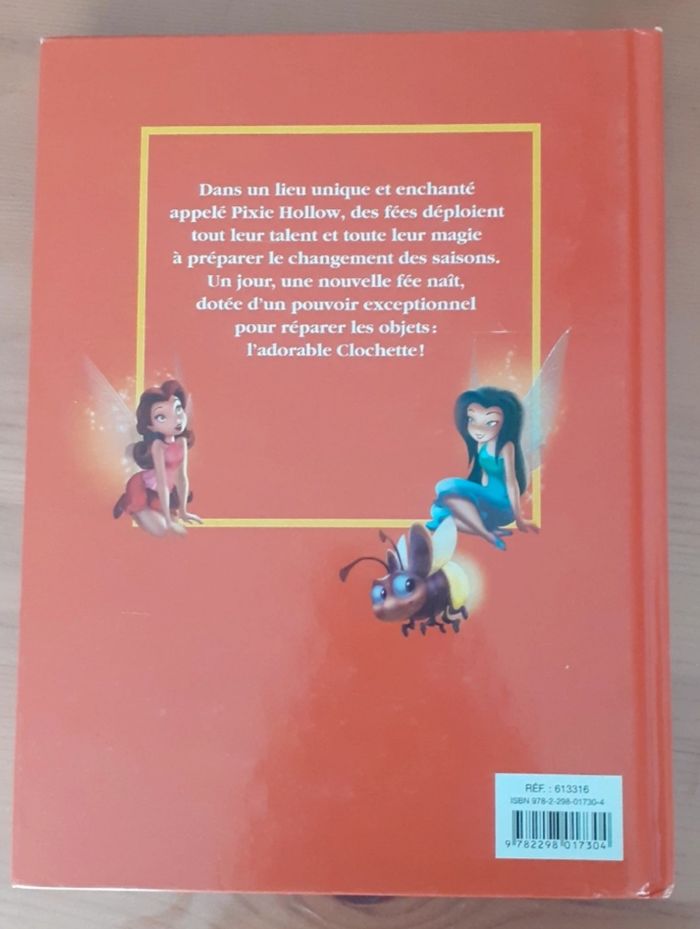 Dans un lieu unique et enchanté
appelé Pixie Hollow, des fées déploient
tout leur talent et toute leur magie
à préparer le changement des saisons.
Un jour, une nouvelle fée naît,
dotée d'un pouvoir exceptionnel
pour réparer les objets :
l'adorable Clochette !
RÉF. : 613316
ISBN 978-2-298-01730-4
9 782298 017304